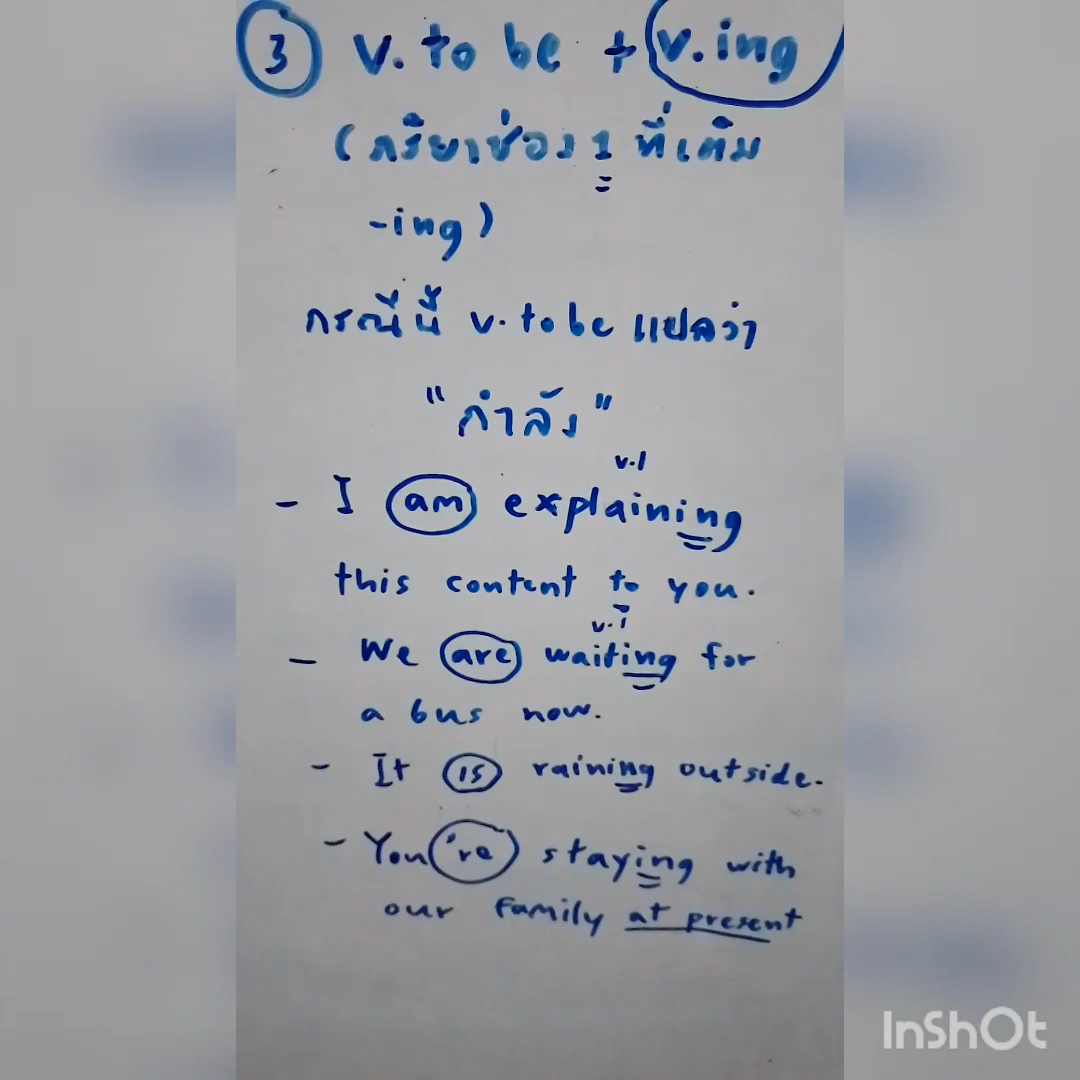 3 v. to be + v.ing
(กริยาช่อง 1 ที่เติม
-ing)
กรณีนี้ v. to be แปลว่า
"กำลัง"
v.1
- I am explaining
this content to you.
v.1
- We are waiting for
a bus now.
- It is raining outside.
- You're staying with
our family at present
InShOt